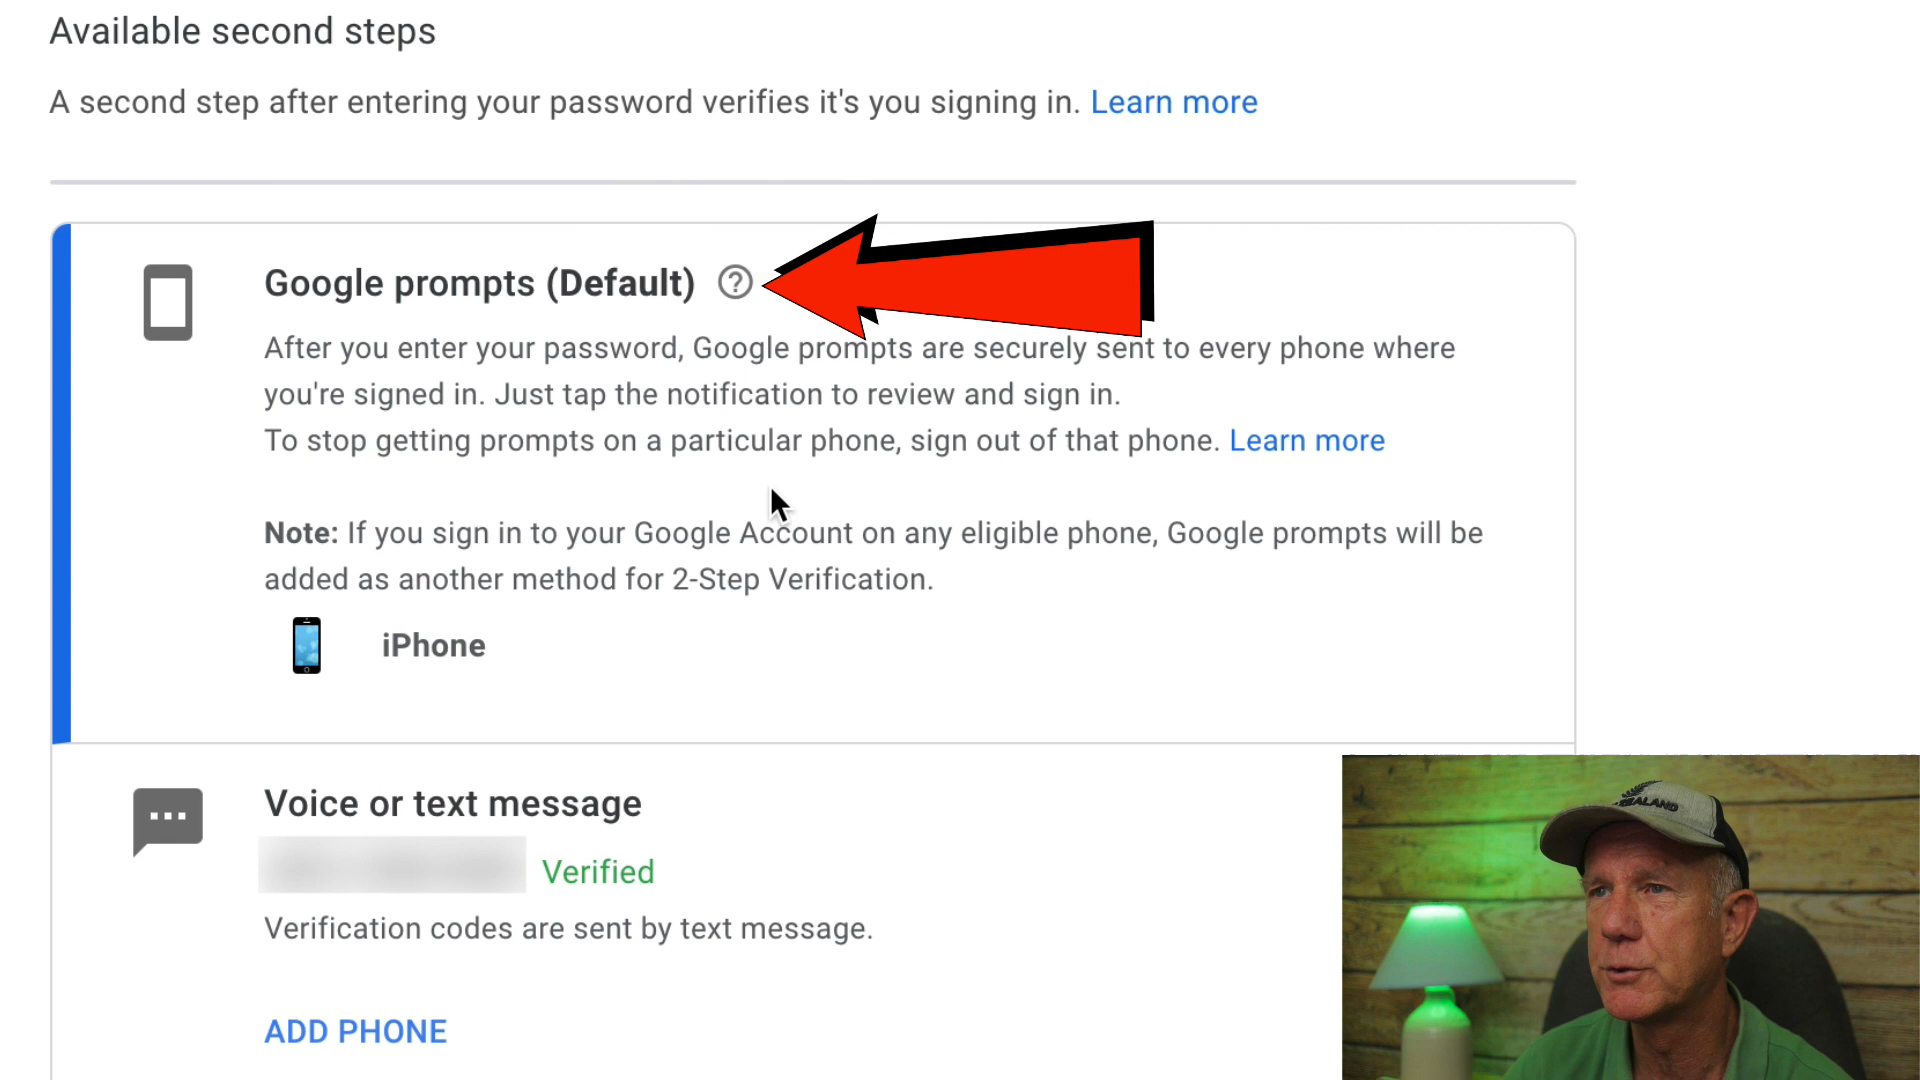 Available second steps
A second step after entering your password verifies it's you signing in. Learn more
Google prompts (Default)
After you enter your password, Google prompts are securely sent to every phone where
you're signed in. Just tap the notification to review and sign in.
To stop getting prompts on a particular phone, sign out of that phone. Learn more
Note: If you sign in to your Google Account on any eligible phone, Google prompts will be
added as another method for 2-Step Verification.
iPhone
Voice or text message
Verified
Verification codes are sent by text message.
ADD PHONE